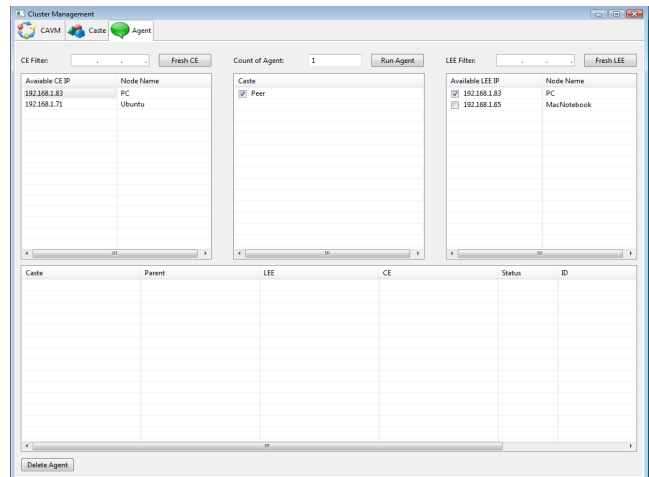 Cluster Management
CAVM Caste Agent
CE Filter: . . . Fresh CE Count of Agent: 1 Run Agent LEE Filter: . . . Fresh LEE
Avaiable CE IP Node Name Caste Available LEE IP Node Name
192.168.1.83 PC Peer 192.168.1.83 PC
192.168.1.71 Ubuntu 192.168.1.65 MacNotebook
Caste Parent LEE CE Status ID
Delete Agent